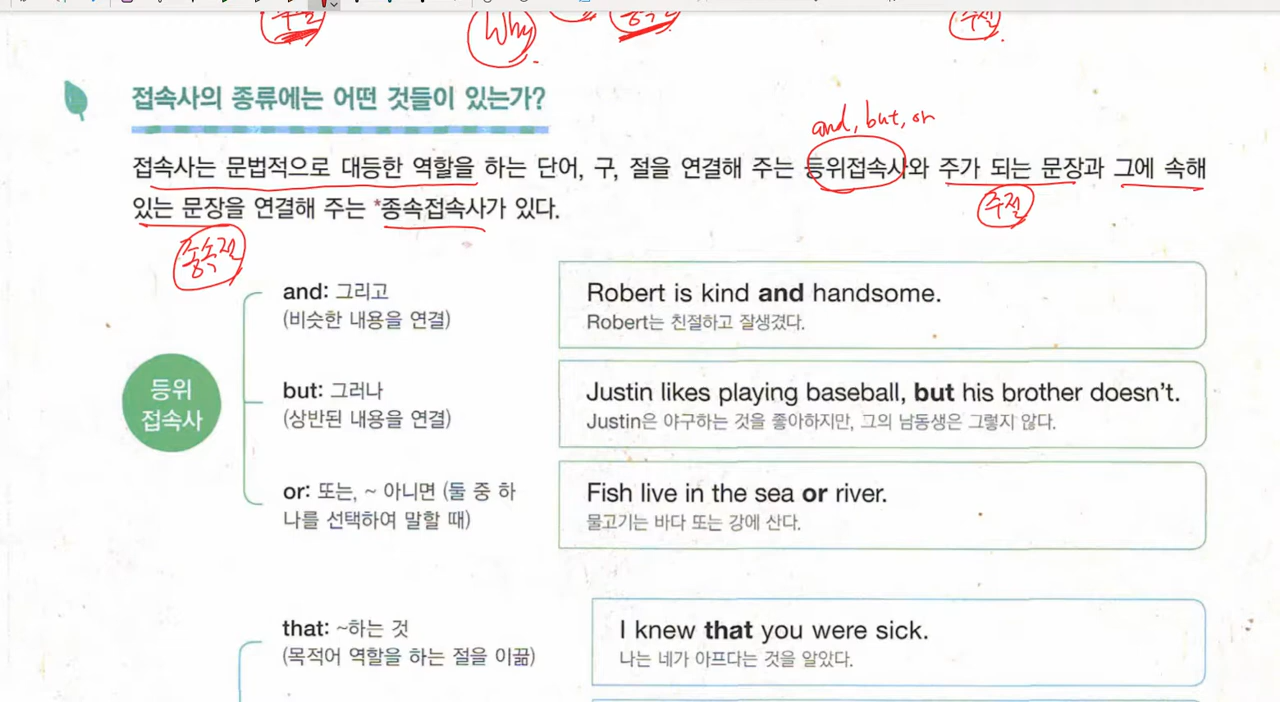 주절
Why
주절
접속사의 종류에는 어떤 것들이 있는가?
and, but, or
접속사는 문법적으로 대등한 역할을 하는 단어, 구, 절을 연결해 주는 등위접속사와 주가 되는 문장과 그에 속해
있는 문장을 연결해 주는 *종속접속사가 있다.
주절
종속절
and: 그리고
(비슷한 내용을 연결)
Robert is kind and handsome.
Robert는 친절하고 잘생겼다.
등위
접속사
but: 그러나
(상반된 내용을 연결)
Justin likes playing baseball, but his brother doesn't.
Justin은 야구하는 것을 좋아하지만, 그의 남동생은 그렇지 않다.
or: 또는, ~ 아니면 (둘 중 하
나를 선택하여 말할 때)
Fish live in the sea or river.
물고기는 바다 또는 강에 산다.
that: ~하는 것
(목적어 역할을 하는 절을 이끎)
I knew that you were sick.
나는 네가 아프다는 것을 알았다.